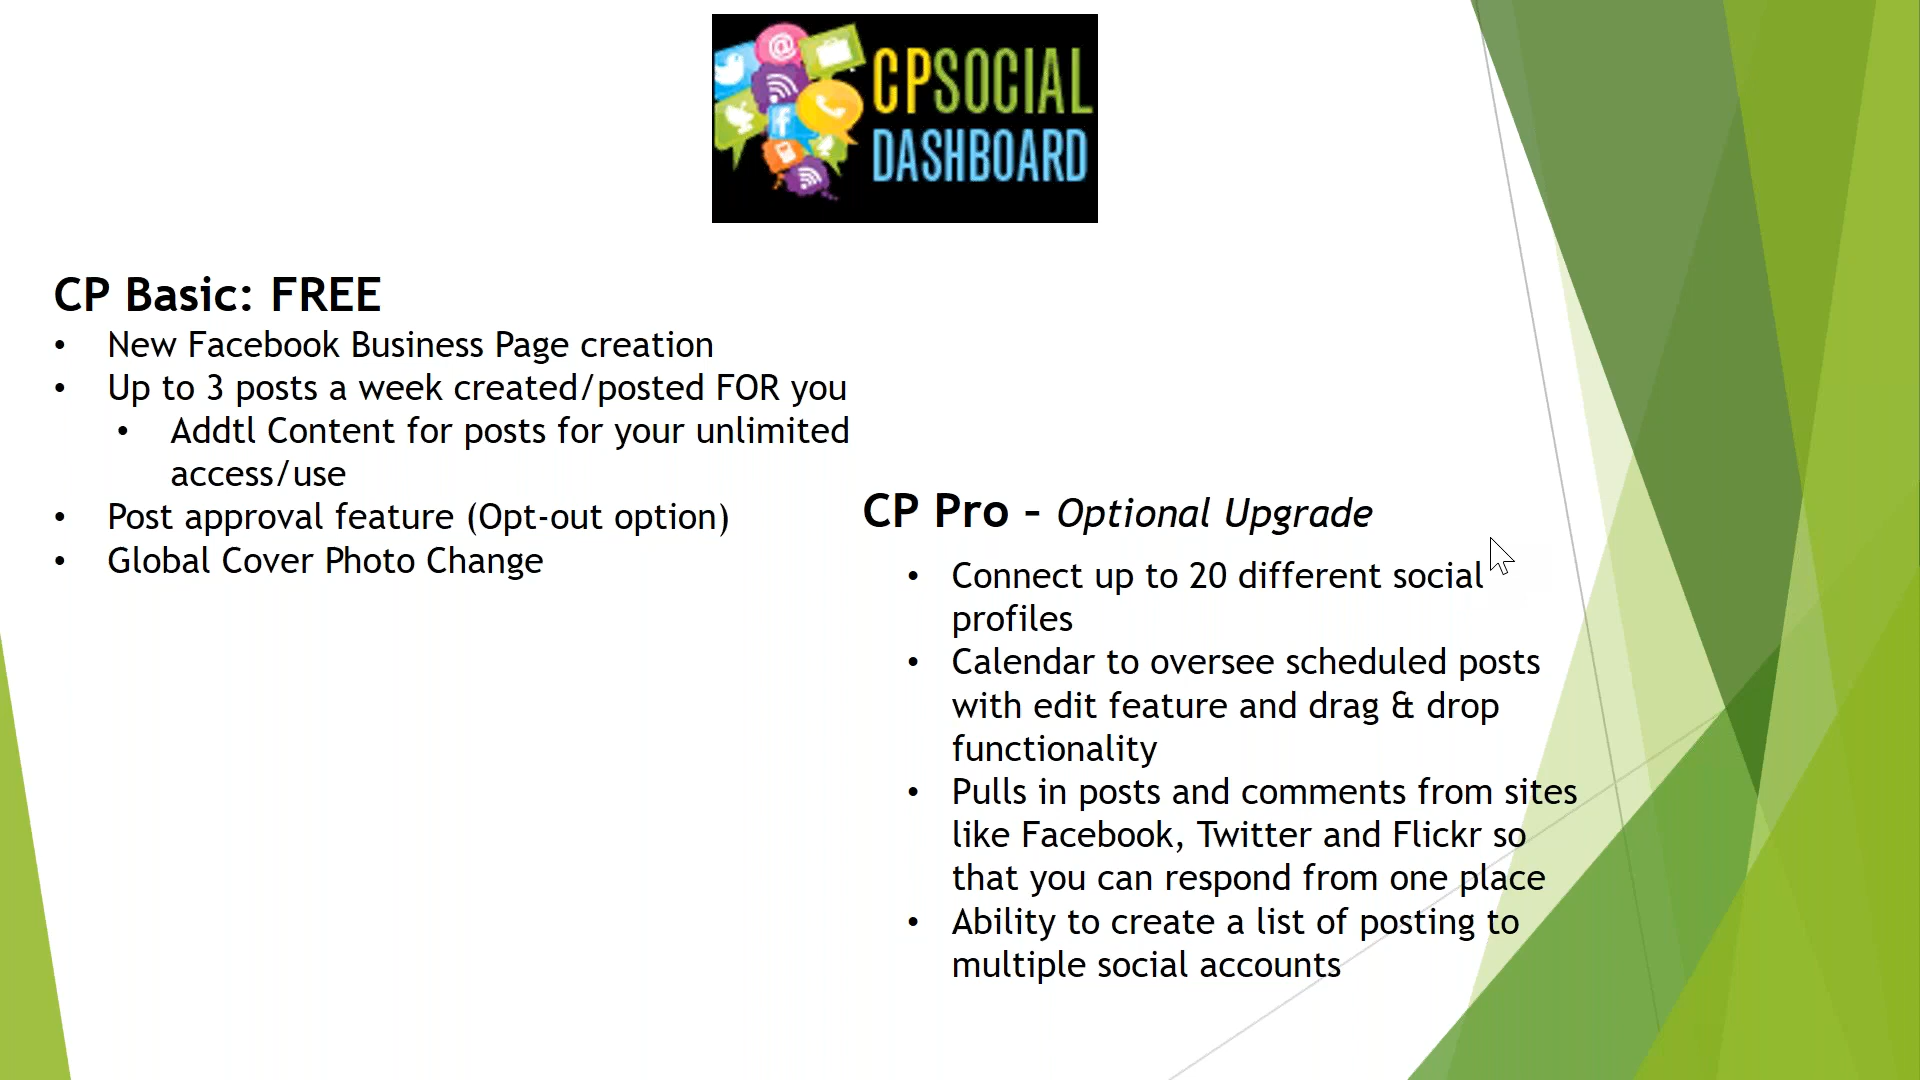 CPSOCIAL
DASHBOARD
CP Basic: FREE
• New Facebook Business Page creation
• Up to 3 posts a week created/posted FOR you
• Addtl Content for posts for your unlimited
access/use
• Post approval feature (Opt-out option)
• Global Cover Photo Change
CP Pro – Optional Upgrade
• Connect up to 20 different social
profiles
• Calendar to oversee scheduled posts
with edit feature and drag & drop
functionality
• Pulls in posts and comments from sites
like Facebook, Twitter and Flickr so
that you can respond from one place
• Ability to create a list of posting to
multiple social accounts